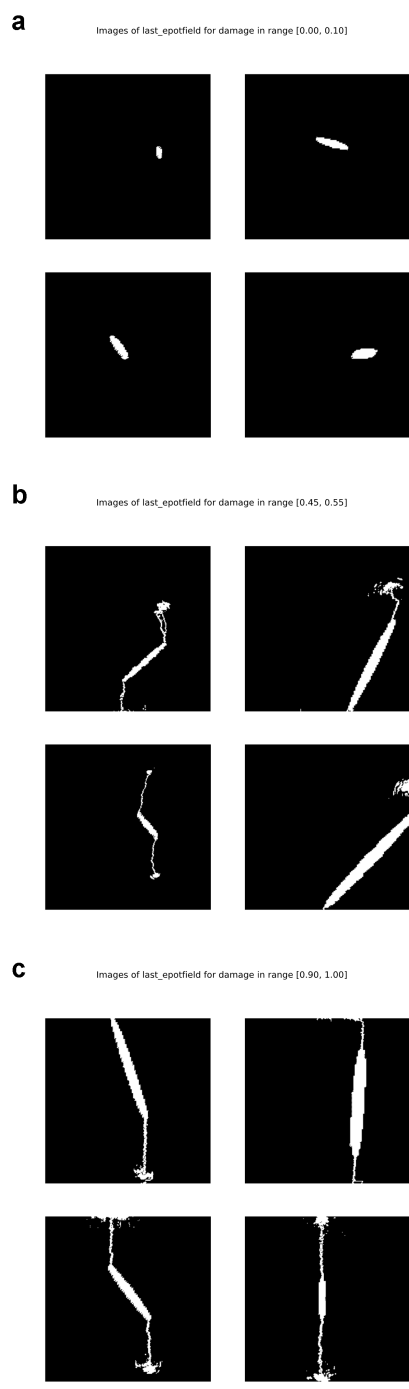 a
Images of last_epotfield for damage in range [0.00, 0.10]
b
Images of last_epotfield for damage in range [0.45, 0.55]
c
Images of last_epotfield for damage in range [0.90, 1.00]